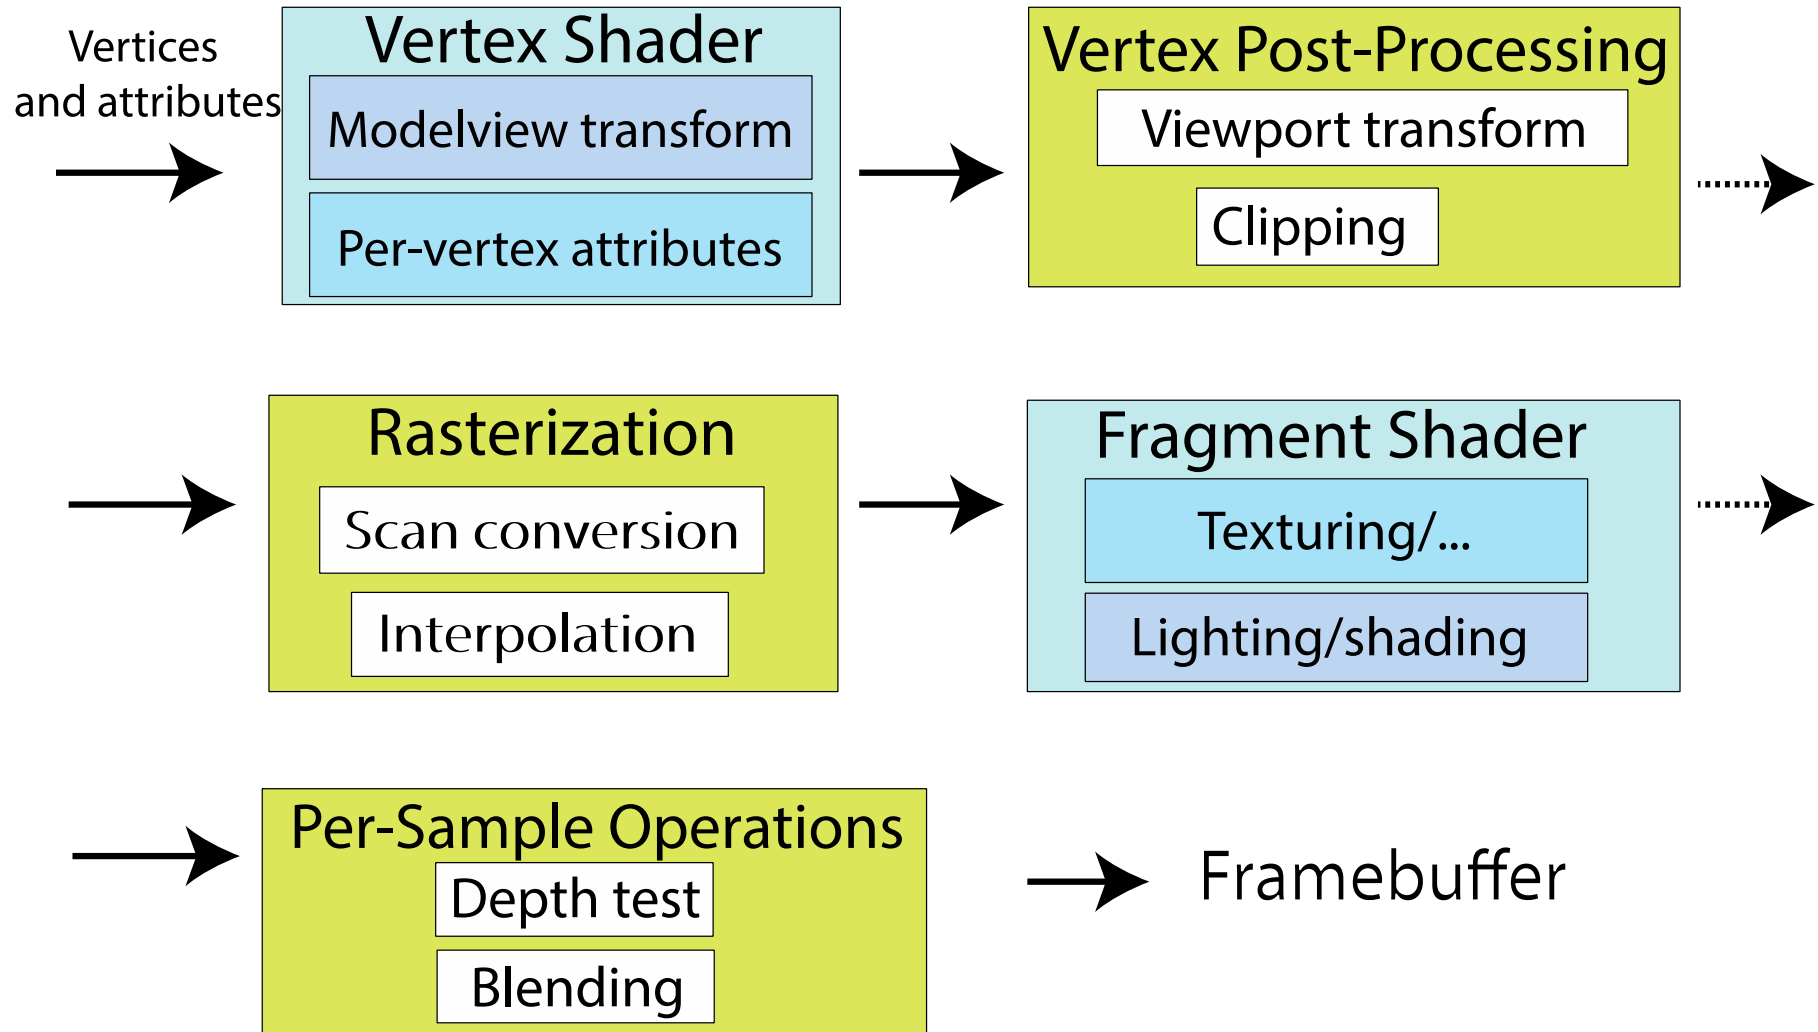 Vertices
and attributes
Vertex Shader
Modelview transform
Per-vertex attributes
Vertex Post-Processing
Viewport transform
Clipping
Rasterization
Scan conversion
Interpolation
Fragment Shader
Texturing/...
Lighting/shading
Per-Sample Operations
Depth test
Blending
Framebuffer